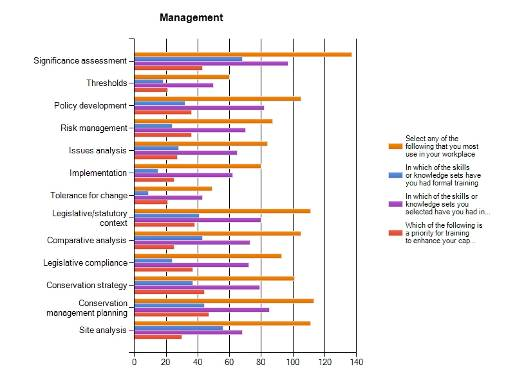 Management
Significance assessment
Thresholds
Policy development
Risk management
Issues analysis
Implementation
Tolerance for change
Legislative/statutory
context
Comparative analysis
Legislative compliance
Conservation strategy
Conservation
management planning
Site analysis
0 20 40 60 80 100 120 140
Select any of the
following that you most
use in your workplace
In which of the skills
or knowledge sets have
you had formal training
In which of the skills or
knowledge sets you
selected have you had in...
Which of the following is
a priority for training
to enhance your cap...